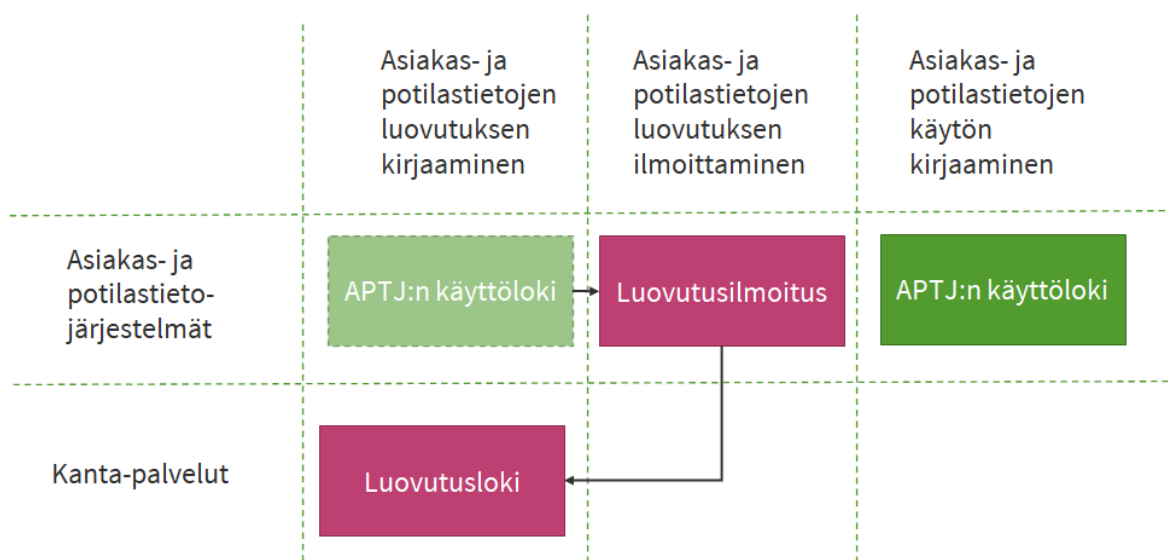 Asiakas- ja
potilastietojen
luovutuksen
kirjaaminen
Asiakas- ja
potilastietojen
luovutuksen
ilmoittaminen
Asiakas- ja
potilastietojen
käytön
kirjaaminen
Asiakas- ja
potilastieto-
järjestelmät
APTJ:n käyttöloki
Luovutusilmoitus
APTJ:n käyttöloki
Kanta-palvelut
Luovutusloki